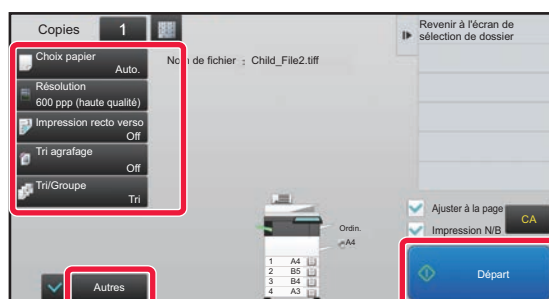 Copies 1
Choix papier
Auto.
Résolution
600 ppp (haute qualité)
Impression recto verso
Off
Tri agrafage
Off
Tri/Groupe
Tri
Autres
Nom de fichier : Child_File2.tiff
Ordin.
A4
1 A4
2 B5
3 B4
4 A3
Revenir à l'écran de
sélection de dossier
Ajuster à la page
Impression N/B
CA
Départ